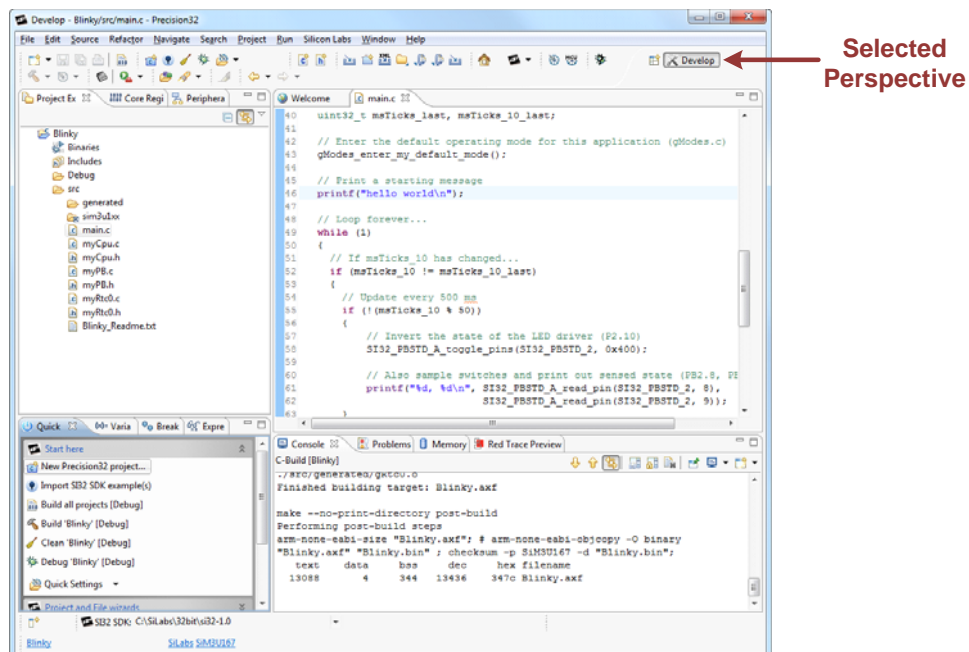 Develop - Blinky/src/main.c - Precision32
File Edit Source Refactor Navigate Search Project Run Silicon Labs Window Help
Develop
Selected
Perspective
Project Ex
Core Regi
Periphera
Blinky
Binaries
Includes
Debug
src
generated
sim3u1xx
main.c
myCpu.c
myCpu.h
myPB.c
myPB.h
myRtc0.c
myRtc0.h
Blinky_Readme.txt
Welcome
main.c
40 uint32_t msTicks_last, msTicks_10_last;
41
42 // Enter the default operating mode for this application (gModes.c)
43 gModes_enter_my_default_mode();
44
45 // Print a starting message
46 printf("hello world\n");
47
48 // Loop forever...
49 while (1)
50 {
51 // If msTicks_10 has changed...
52 if (msTicks_10 != msTicks_10_last)
53 {
54 // Update every 500 ms
55 if (!(msTicks_10 % 50))
56 {
57 // Invert the state of the LED driver (P2.10)
58 SI32_PBSTD_A_toggle_pins(SI32_PBSTD_2, 0x400);
59
60 // Also sample switches and print out sensed state (PB2.8, PB
61 printf("%d, %d\n", SI32_PBSTD_A_read_pin(SI32_PBSTD_2, 8),
62 SI32_PBSTD_A_read_pin(SI32_PBSTD_2, 9));
63 }
Quick
(x)= Varia
Break
Expre
Start here
New Precision32 project...
Import SI32 SDK example(s)
Build all projects [Debug]
Build 'Blinky' [Debug]
Clean 'Blinky' [Debug]
Debug 'Blinky' [Debug]
Quick Settings
Project and File wizards
Console
Problems
Memory
Red Trace Preview
C-Build [Blinky]
Finished building target: Blinky.axf
make --no-print-directory post-build
Performing post-build steps
arm-none-eabi-size "Blinky.axf"; # arm-none-eabi-objcopy -O binary
"Blinky.axf" "Blinky.bin" ; checksum -p SiM3U167 -d "Blinky.bin";
text data bss dec hex filename
13088 4 344 13436 347c Blinky.axf
SI32 SDK: C:\SiLabs\32bit\si32-1.0
Blinky
SiLabs SiM3U167